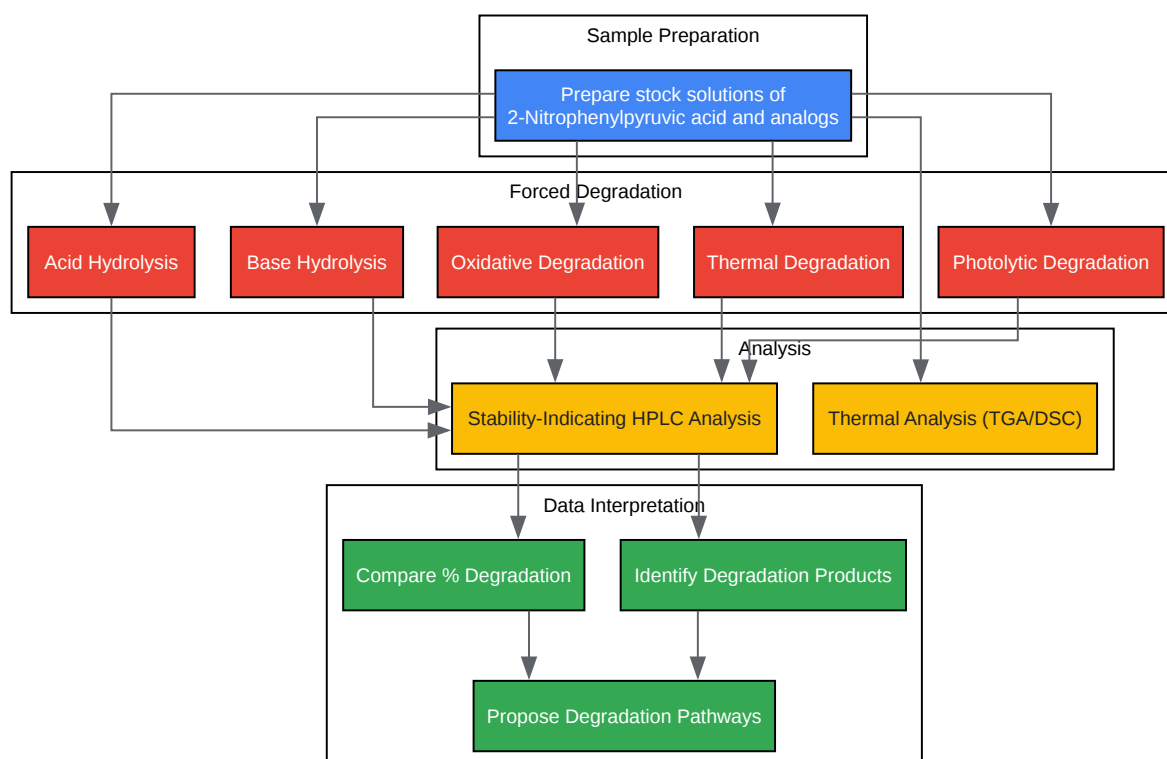 Sample Preparation
Prepare stock solutions of
2-Nitrophenylpyruvic acid and analogs
Forced Degradation
Acid Hydrolysis
Base Hydrolysis
Oxidative Degradation
Thermal Degradation
Photolytic Degradation
Analysis
Stability-Indicating HPLC Analysis
Thermal Analysis (TGA/DSC)
Data Interpretation
Compare % Degradation
Identify Degradation Products
Propose Degradation Pathways